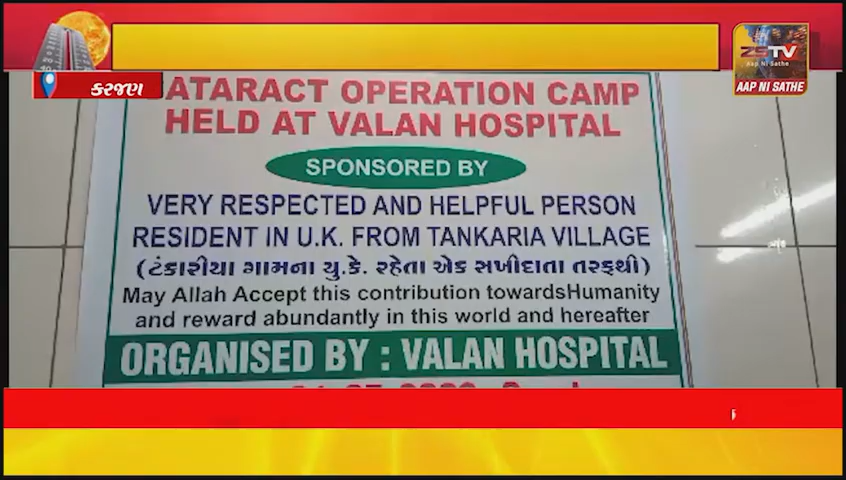 ZSTV
Aap Ni Sathe
AAP NI SATHE
કરજણ
ATARACT OPERATION CAMP
HELD AT VALAN HOSPITAL
SPONSORED BY
VERY RESPECTED AND HELPFUL PERSON
RESIDENT IN U.K. FROM TANKARIA VILLAGE
(ટંકારીયા ગામના યુ.કે. રહેતા એક સખીદાતા તરફથી)
May Allah Accept this contribution towardsHumanity
and reward abundantly in this world and hereafter
ORGANISED BY : VALAN HOSPITAL